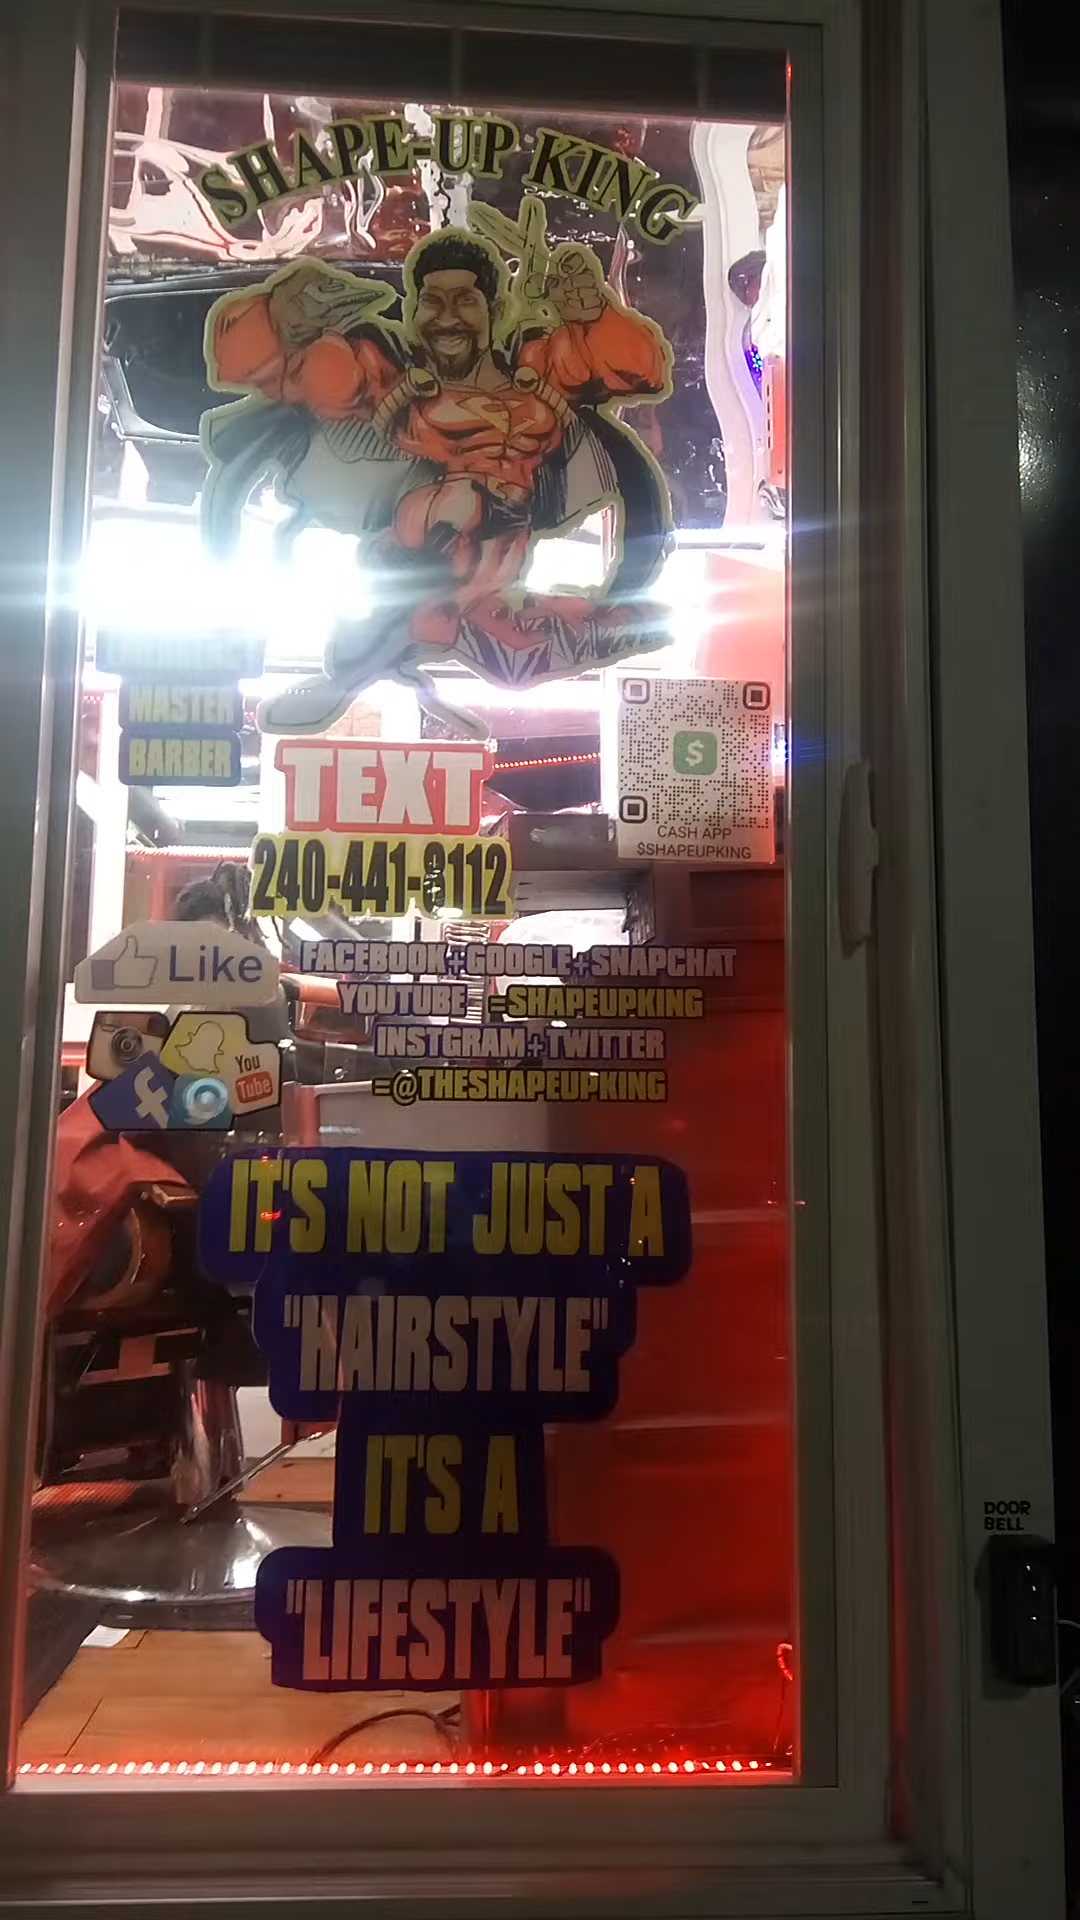 SHAPE-UP KING
MASTER
BARBER
TEXT
240-441-8112
$
CASH APP
$SHAPEUPKING
Like
FACEBOOK+GOOGLE+SNAPCHAT
YOUTUBE =SHAPEUPKING
INSTGRAM+TWITTER
=@THESHAPEUPKING
You
Tube
f
IT'S NOT JUST A
"HAIRSTYLE"
IT'S A
"LIFESTYLE"
DOOR
BELL